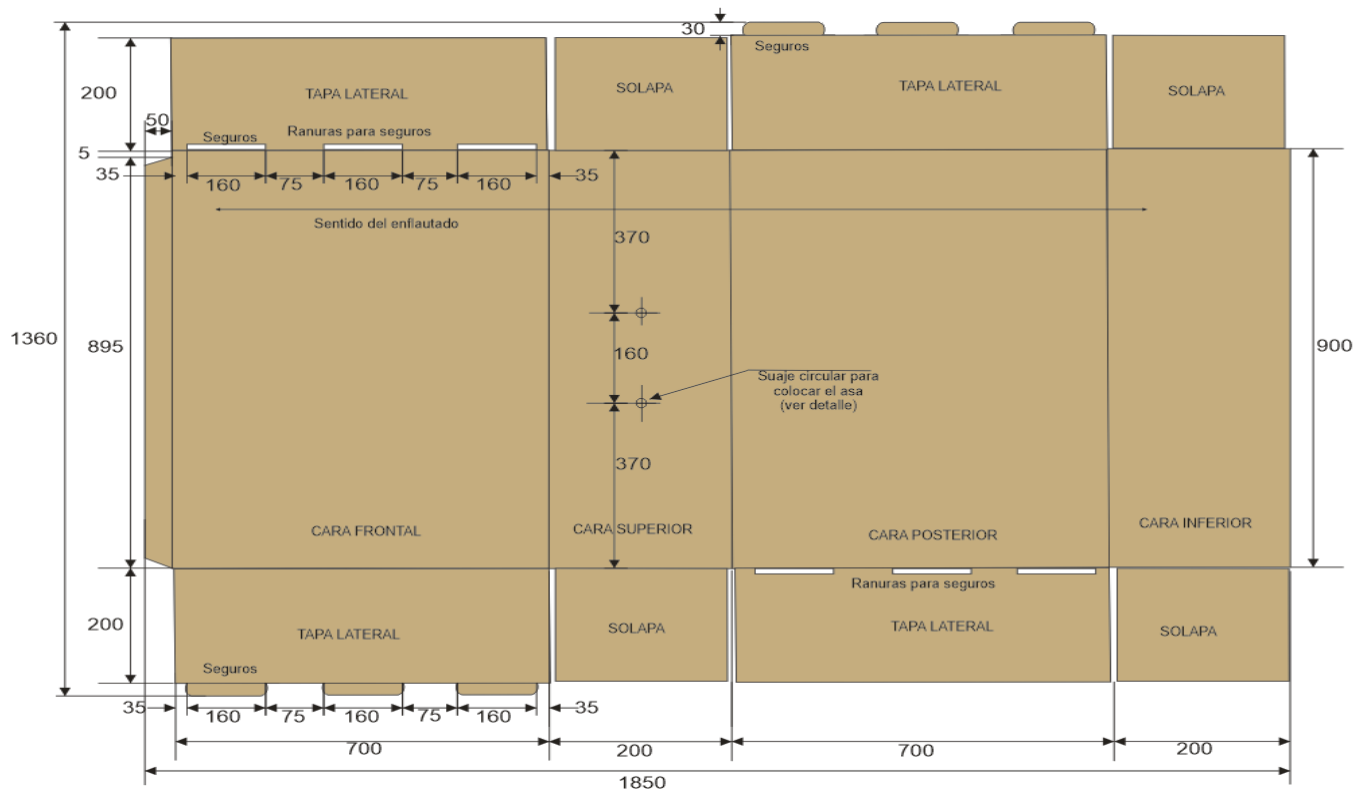 30
Seguros
200
TAPA LATERAL
SOLAPA
TAPA LATERAL
SOLAPA
50
Seguros
Ranuras para seguros
5
35
160
75
160
75
160
35
Sentido del enflautado
370
1360
895
160
900
Suaje circular para
colocar el asa
(ver detalle)
370
CARA FRONTAL
CARA SUPERIOR
CARA POSTERIOR
CARA INFERIOR
Ranuras para seguros
200
TAPA LATERAL
SOLAPA
TAPA LATERAL
SOLAPA
Seguros
35
160
75
160
75
160
35
700
200
700
200
1850